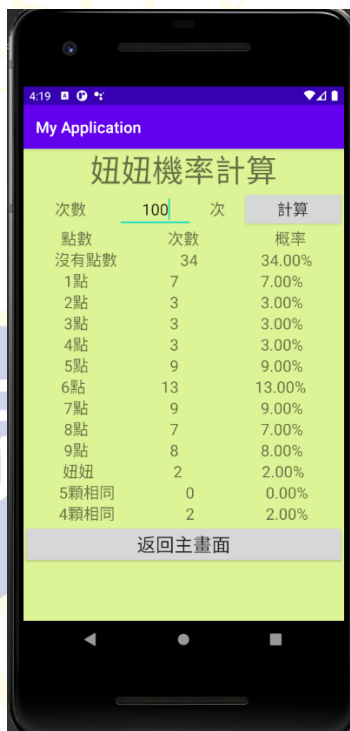 4:19
My Application
妞妞機率計算
次數 100 次 計算
點數 次數 概率
沒有點數 34 34.00%
1點 7 7.00%
2點 3 3.00%
3點 3 3.00%
4點 3 3.00%
5點 9 9.00%
6點 13 13.00%
7點 9 9.00%
8點 7 7.00%
9點 8 8.00%
妞妞 2 2.00%
5顆相同 0 0.00%
4顆相同 2 2.00%
返回主畫面